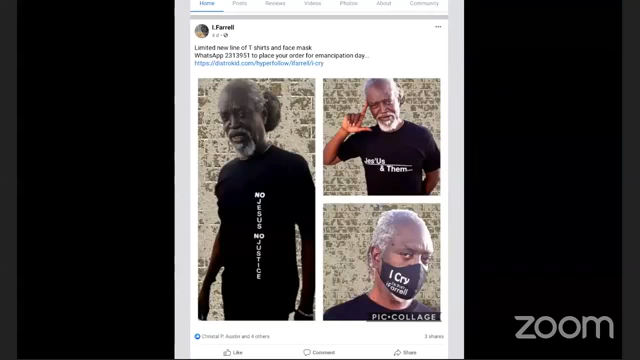 Home Posts Reviews Videos Photos About Community
I.Farrell
4 d
Limited new line of T shirts and face mask
WhatsApp 2313951 to place your order for emancipation day...
https://distrokid.com/hyperfollow/ifarrell/i-cry
NO
JESUS
NO
JUSTICE
Jes'Us
& Them...
I Cry
iFarrell
PIC•COLLAGE
Christal P. Austin and 4 others
3 shares
Like Comment Share
zoom